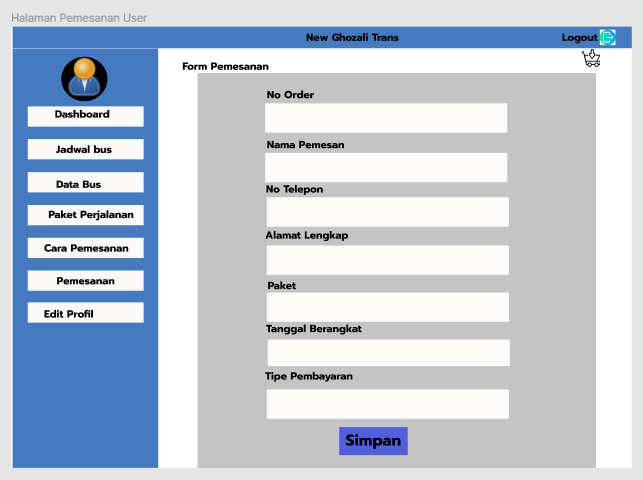 Halaman Pemesanan User
New Ghozali Trans
Logout
Form Pemesanan
Dashboard
Jadwal bus
Data Bus
Paket Perjalanan
Cara Pemesanan
Pemesanan
Edit Profil
No Order
Nama Pemesan
No Telepon
Alamat Lengkap
Paket
Tanggal Berangkat
Tipe Pembayaran
Simpan